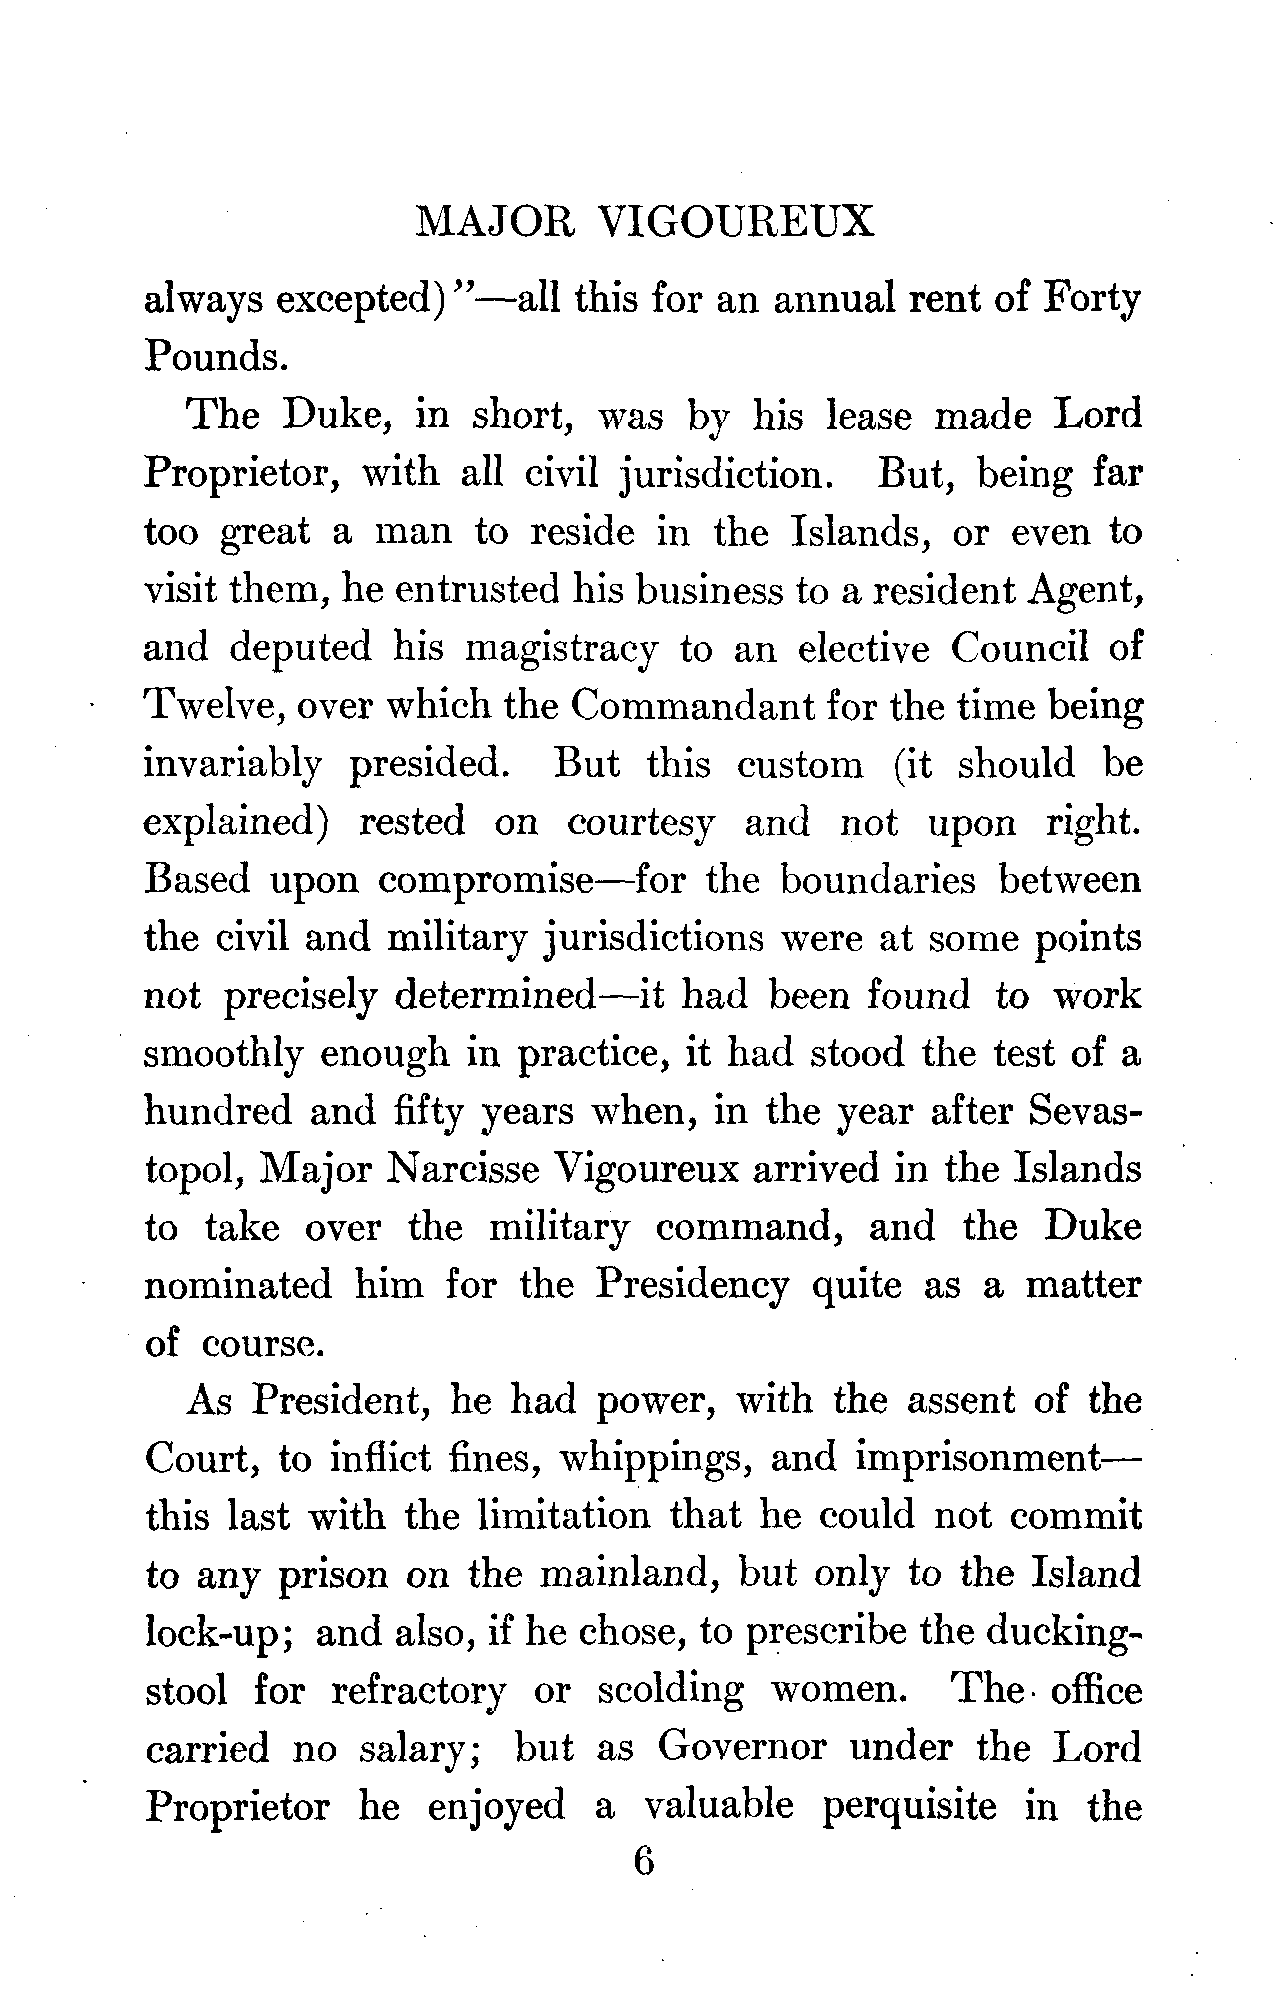 MAJOR VIGOUREUX
always excepted)"—all this for an annual rent of Forty
Pounds.
The Duke, in short, was by his lease made Lord
Proprietor, with all civil jurisdiction. But, being far
too great a man to reside in the Islands, or even to
visit them, he entrusted his business to a resident Agent,
and deputed his magistracy to an elective Council of
Twelve, over which the Commandant for the time being
invariably presided. But this custom (it should be
explained) rested on courtesy and not upon right.
Based upon compromise—for the boundaries between
the civil and military jurisdictions were at some points
not precisely determined—it had been found to work
smoothly enough in practice, it had stood the test of a
hundred and fifty years when, in the year after Sevas-
topol, Major Narcisse Vigoureux arrived in the Islands
to take over the military command, and the Duke
nominated him for the Presidency quite as a matter
of course.
As President, he had power, with the assent of the
Court, to inflict fines, whippings, and imprisonment—
this last with the limitation that he could not commit
to any prison on the mainland, but only to the Island
lock-up; and also, if he chose, to prescribe the ducking-
stool for refractory or scolding women. The office
carried no salary; but as Governor under the Lord
Proprietor he enjoyed a valuable perquisite in the
6